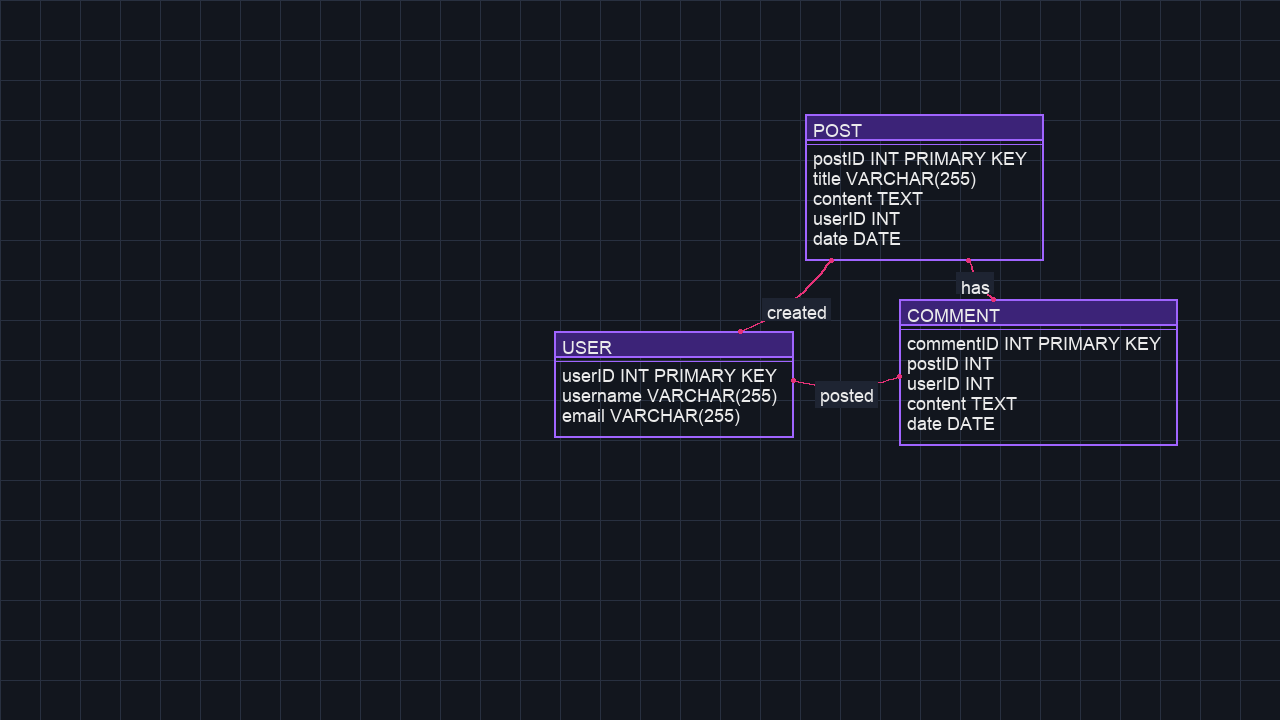 POST
postID INT PRIMARY KEY
title VARCHAR(255)
content TEXT
userID INT
date DATE
created
has
USER
userID INT PRIMARY KEY
username VARCHAR(255)
email VARCHAR(255)
posted
COMMENT
commentID INT PRIMARY KEY
postID INT
userID INT
content TEXT
date DATE